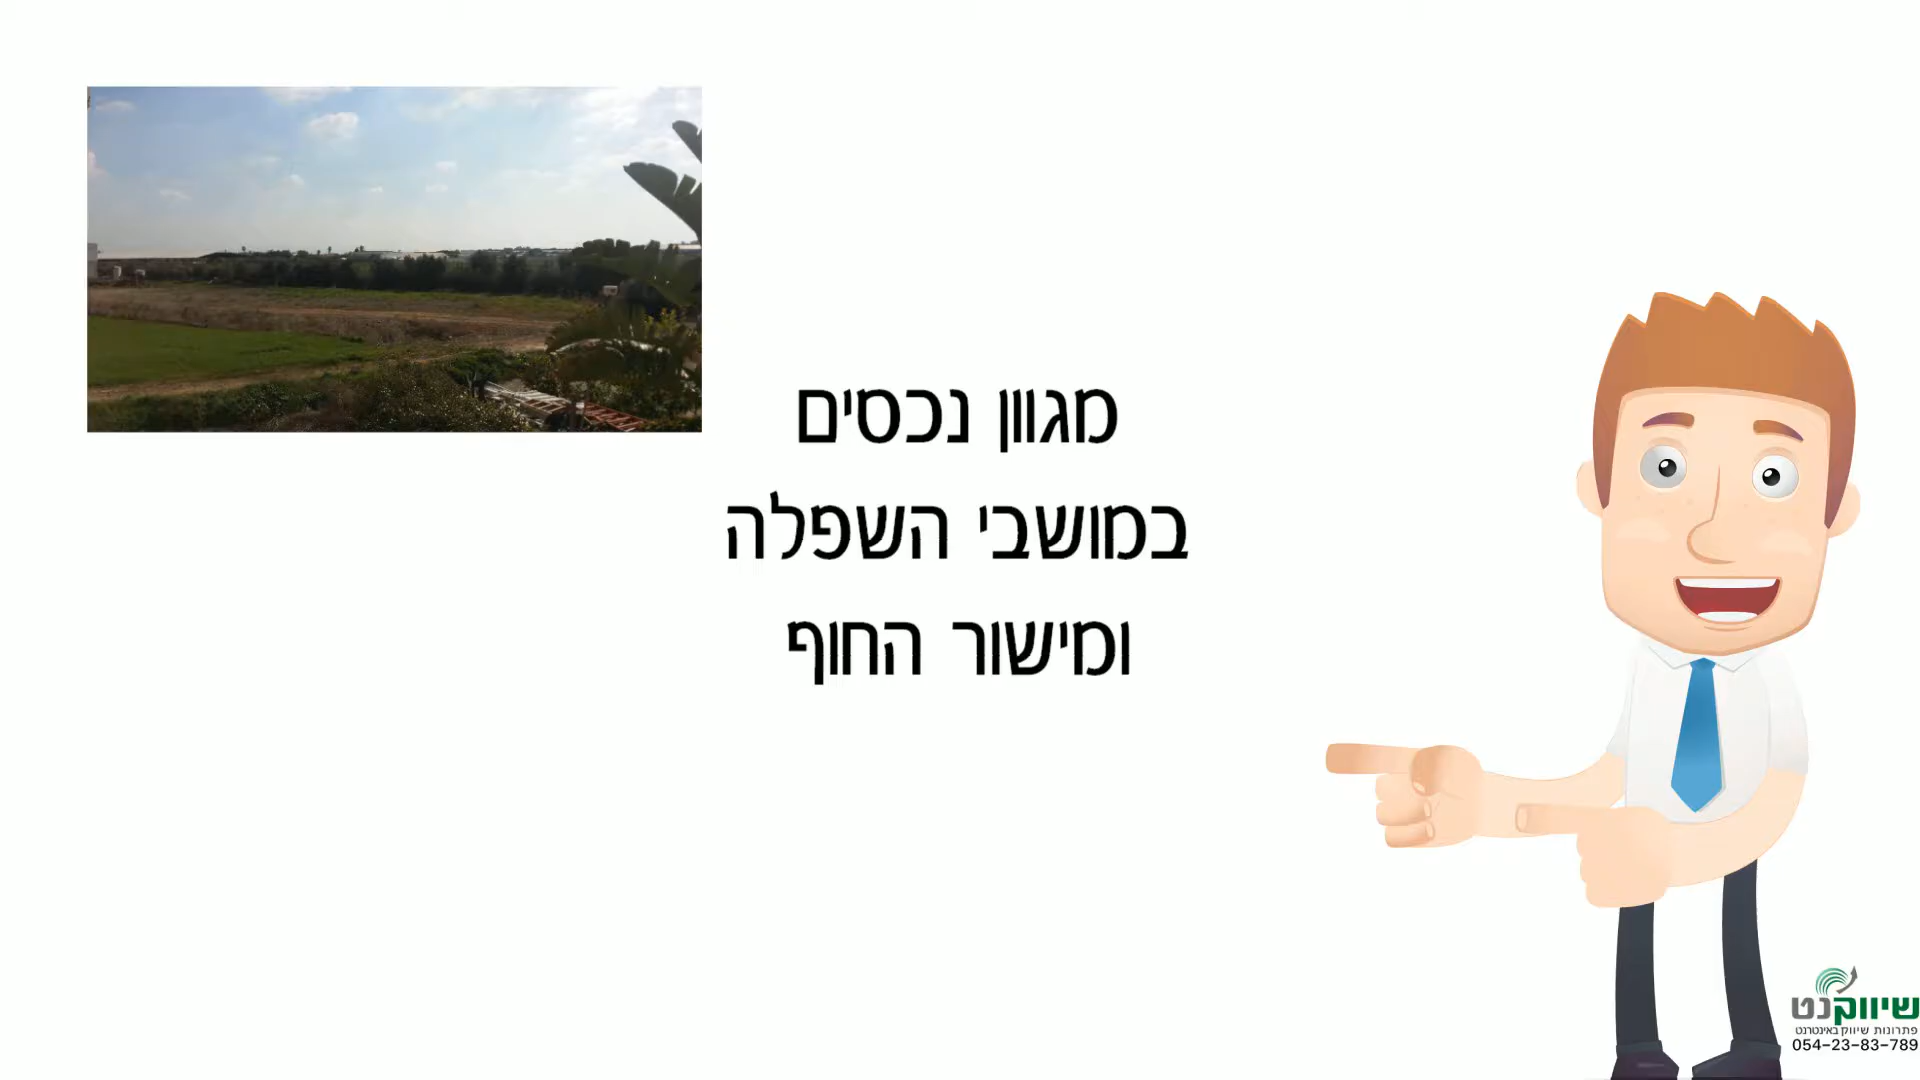 מגוון נכסים
במושבי השפלה
ומישור החוף
שיווקנט
פתרונות שיווק באינטרנט
054-23-83-789